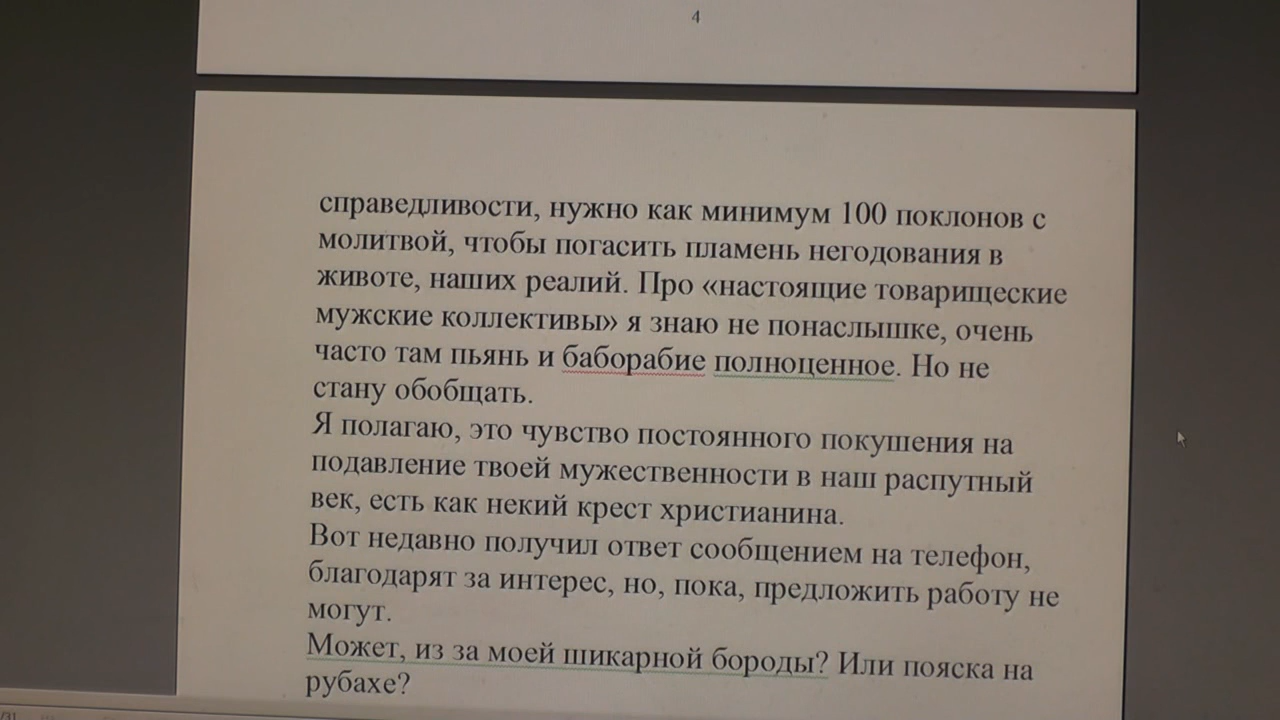 4
справедливости, нужно как минимум 100 поклонов с
молитвой, чтобы погасить пламень негодования в
животе, наших реалий. Про «настоящие товарищеские
мужские коллективы» я знаю не понаслышке, очень
часто там пьянь и баборабие полноценное. Но не
стану обобщать.
Я полагаю, это чувство постоянного покушения на
подавление твоей мужественности в наш распутный
век, есть как некий крест христианина.
Вот недавно получил ответ сообщением на телефон,
благодарят за интерес, но, пока, предложить работу не
могут.
Может, из за моей шикарной бороды? Или пояска на
рубахе?